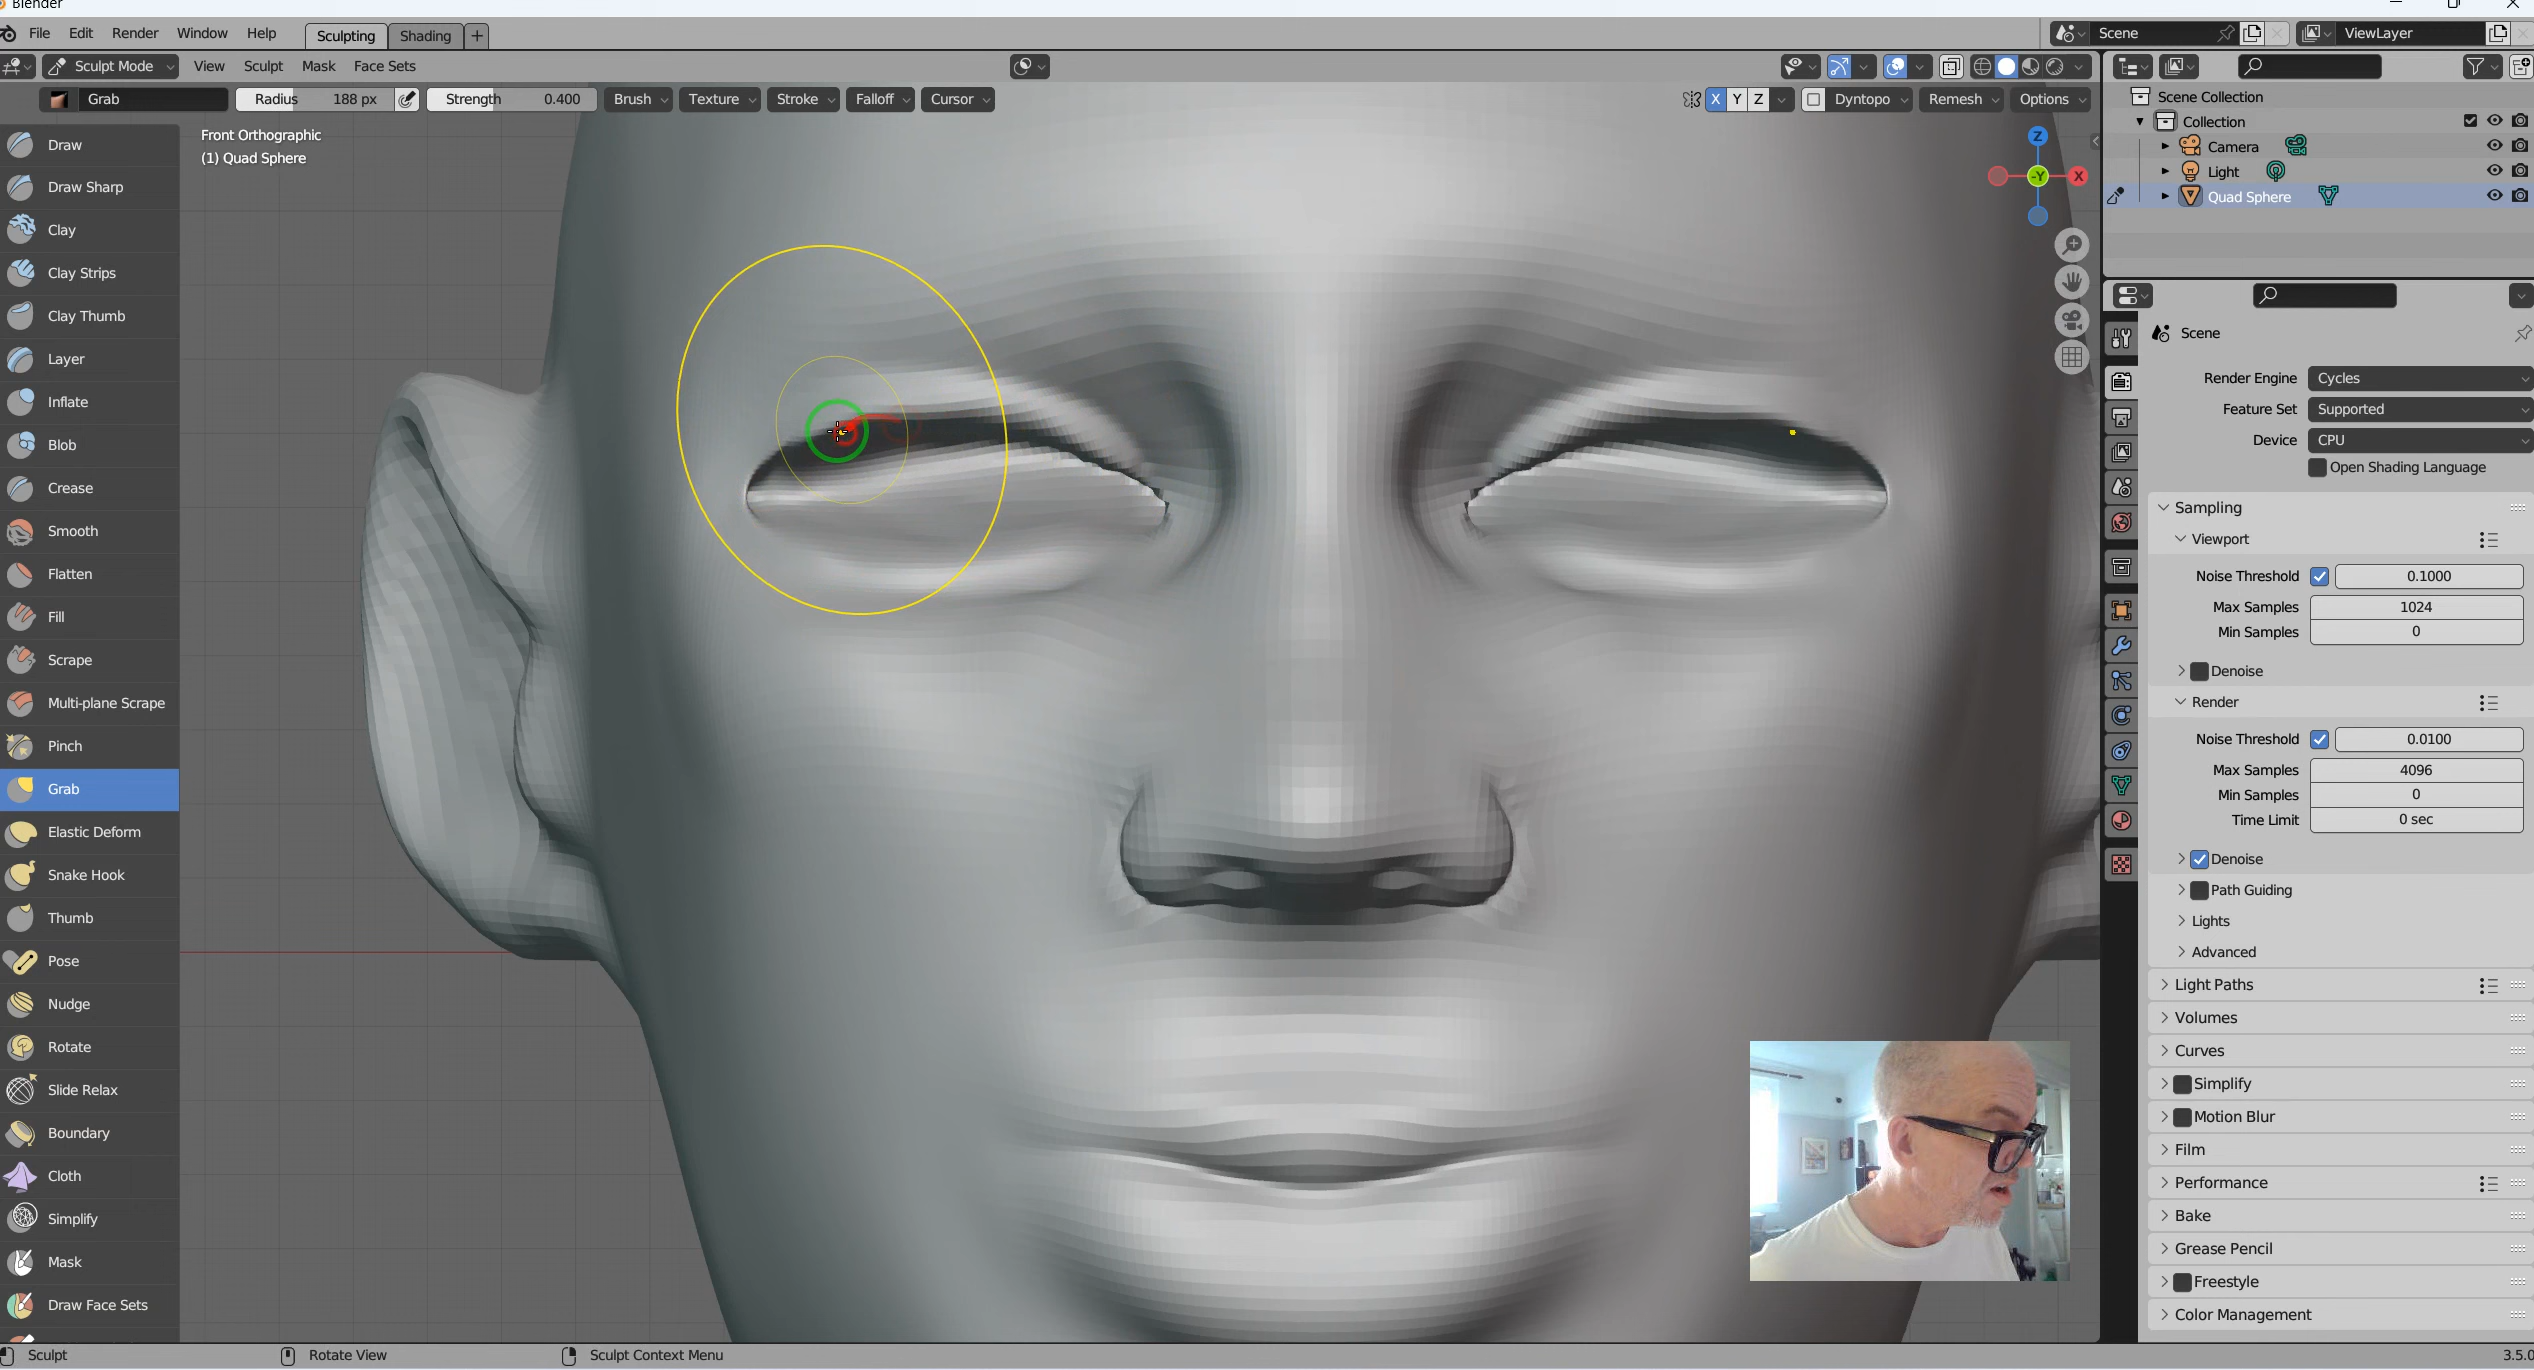 Blender
File Edit Render Window Help Sculpting Shading + Scene ViewLayer
Sculpt Mode View Sculpt Mask Face Sets
Grab Radius 188 px Strength 0.400 Brush Texture Stroke Falloff Cursor X Y Z Dyntopo Remesh Options
Front Orthographic
(1) Quad Sphere
Z
-Y X
Draw
Draw Sharp
Clay
Clay Strips
Clay Thumb
Layer
Inflate
Blob
Crease
Smooth
Flatten
Fill
Scrape
Multi-plane Scrape
Pinch
Grab
Elastic Deform
Snake Hook
Thumb
Pose
Nudge
Rotate
Slide Relax
Boundary
Cloth
Simplify
Mask
Draw Face Sets
Scene Collection
Collection
Camera
Light
Quad Sphere
Scene
Render Engine Cycles
Feature Set Supported
Device CPU
Open Shading Language
Sampling
Viewport
Noise Threshold 0.1000
Max Samples 1024
Min Samples 0
Denoise
Render
Noise Threshold 0.0100
Max Samples 4096
Min Samples 0
Time Limit 0 sec
Denoise
Path Guiding
Lights
Advanced
Light Paths
Volumes
Curves
Simplify
Motion Blur
Film
Performance
Bake
Grease Pencil
Freestyle
Color Management
Sculpt Rotate View Sculpt Context Menu 3.5.0